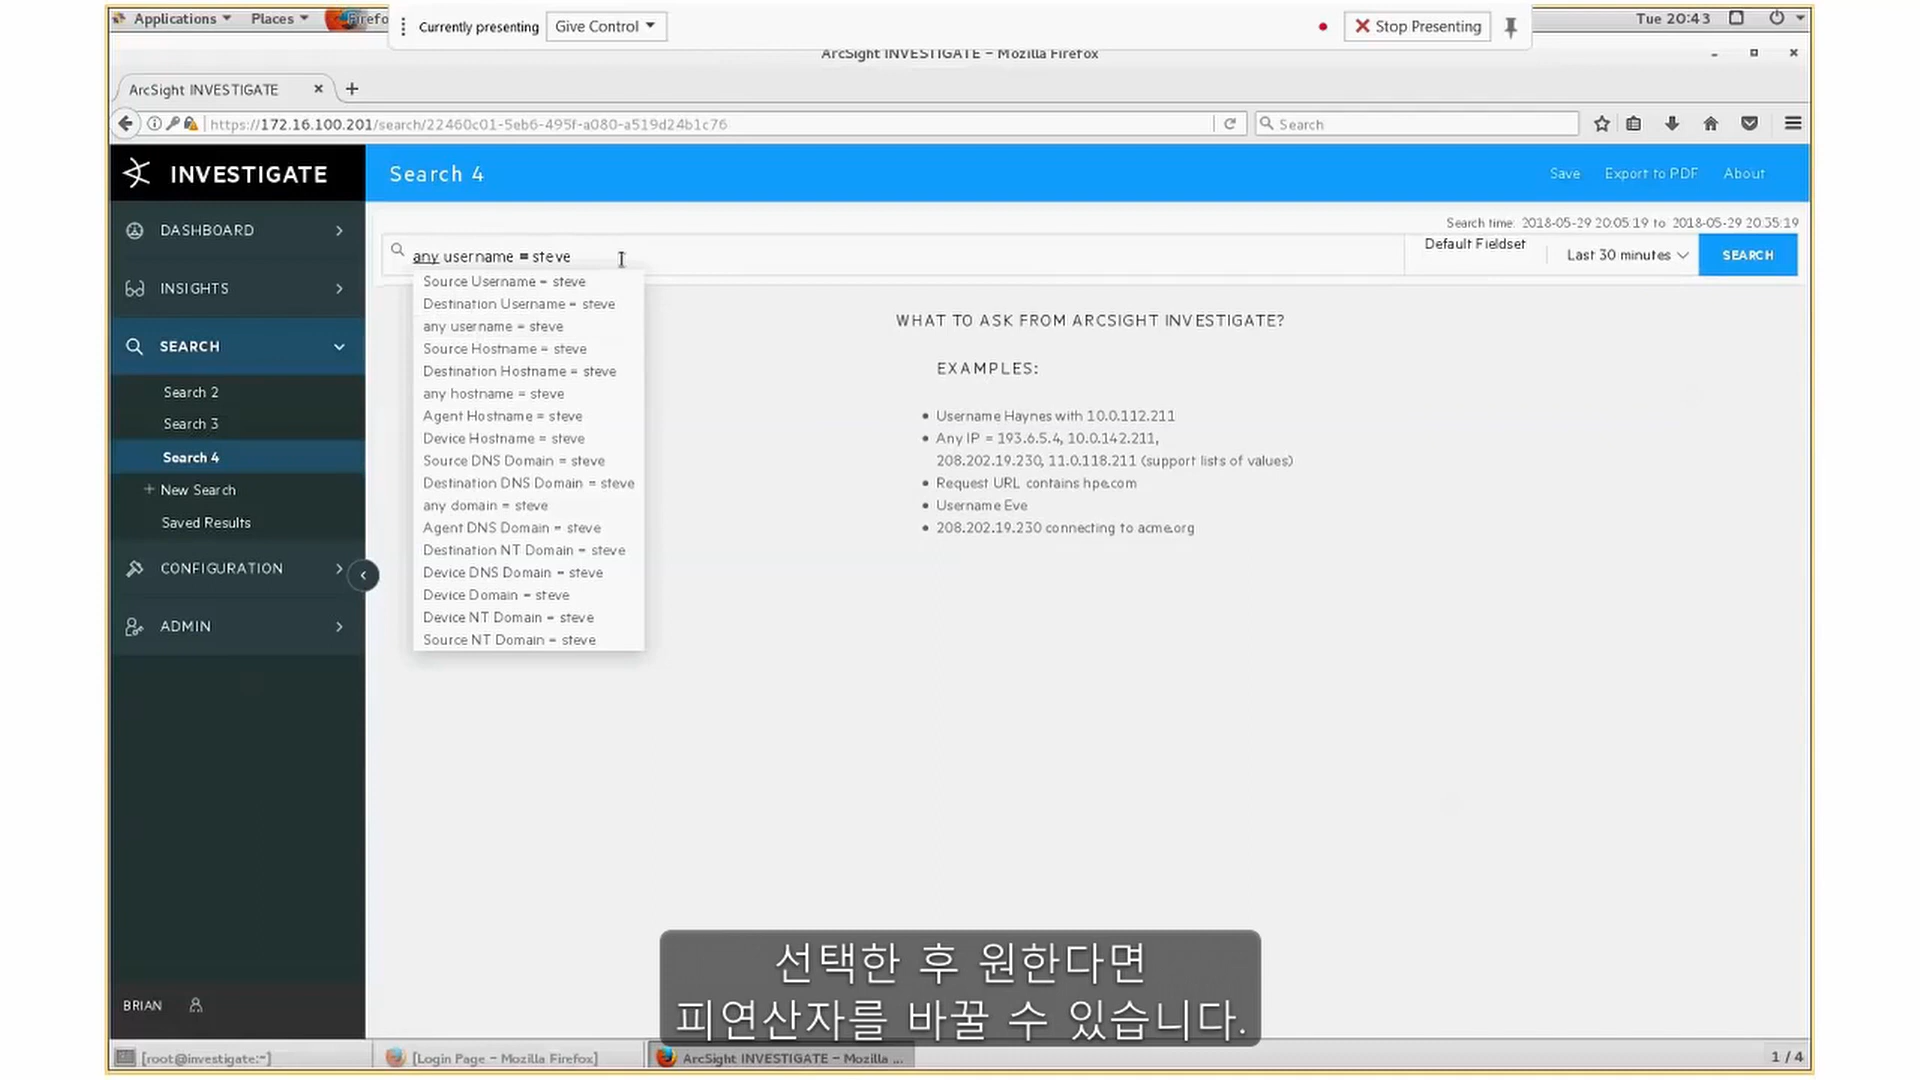 Applications
Places
Firefo
Currently presenting
Give Control
Stop Presenting
Tue 20:43
ArcSight INVESTIGATE - Mozilla Firefox
ArcSight INVESTIGATE
https://172.16.100.201/search/22460c01-5eb6-495f-a080-a519d24b1c76
Search
INVESTIGATE
Search 4
Save
Export to PDF
About
DASHBOARD
INSIGHTS
SEARCH
Search 2
Search 3
Search 4
+ New Search
Saved Results
CONFIGURATION
ADMIN
BRIAN
Search time: 2018-05-29 20:05:19 to 2018-05-29 20:35:19
any username = steve
Default Fieldset
Last 30 minutes
SEARCH
Source Username = steve
Destination Username = steve
any username = steve
Source Hostname = steve
Destination Hostname = steve
any hostname = steve
Agent Hostname = steve
Device Hostname = steve
Source DNS Domain = steve
Destination DNS Domain = steve
any domain = steve
Agent DNS Domain = steve
Destination NT Domain = steve
Device DNS Domain = steve
Device Domain = steve
Device NT Domain = steve
Source NT Domain = steve
WHAT TO ASK FROM ARCSIGHT INVESTIGATE?
EXAMPLES:
• Username Haynes with 10.0.112.211
• Any IP = 193.6.5.4, 10.0.142.211,
208.202.19.230, 11.0.118.211 (support lists of values)
• Request URL contains hpe.com
• Username Eve
• 208.202.19.230 connecting to acme.org
선택한 후 원한다면
피연산자를 바꿀 수 있습니다.
[root@investigate:~]
[Login Page - Mozilla Firefox]
ArcSight INVESTIGATE - Mozilla ...
1 / 4